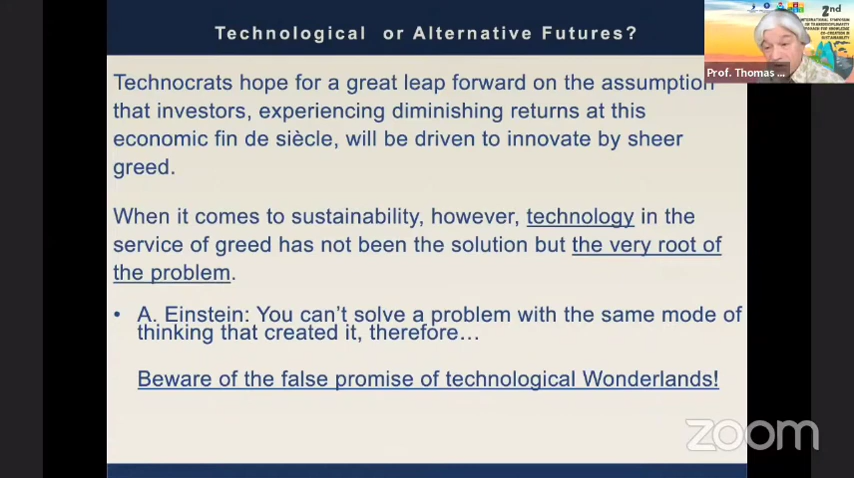 Technological or Alternative Futures?
2nd
INTERNATIONAL SYMPOSIUM
Prof. Thomas ...
Technocrats hope for a great leap forward on the assumption
that investors, experiencing diminishing returns at this
economic fin de siècle, will be driven to innovate by sheer
greed.
When it comes to sustainability, however, technology in the
service of greed has not been the solution but the very root of
the problem.
• A. Einstein: You can't solve a problem with the same mode of
thinking that created it, therefore…
Beware of the false promise of technological Wonderlands!
zoom